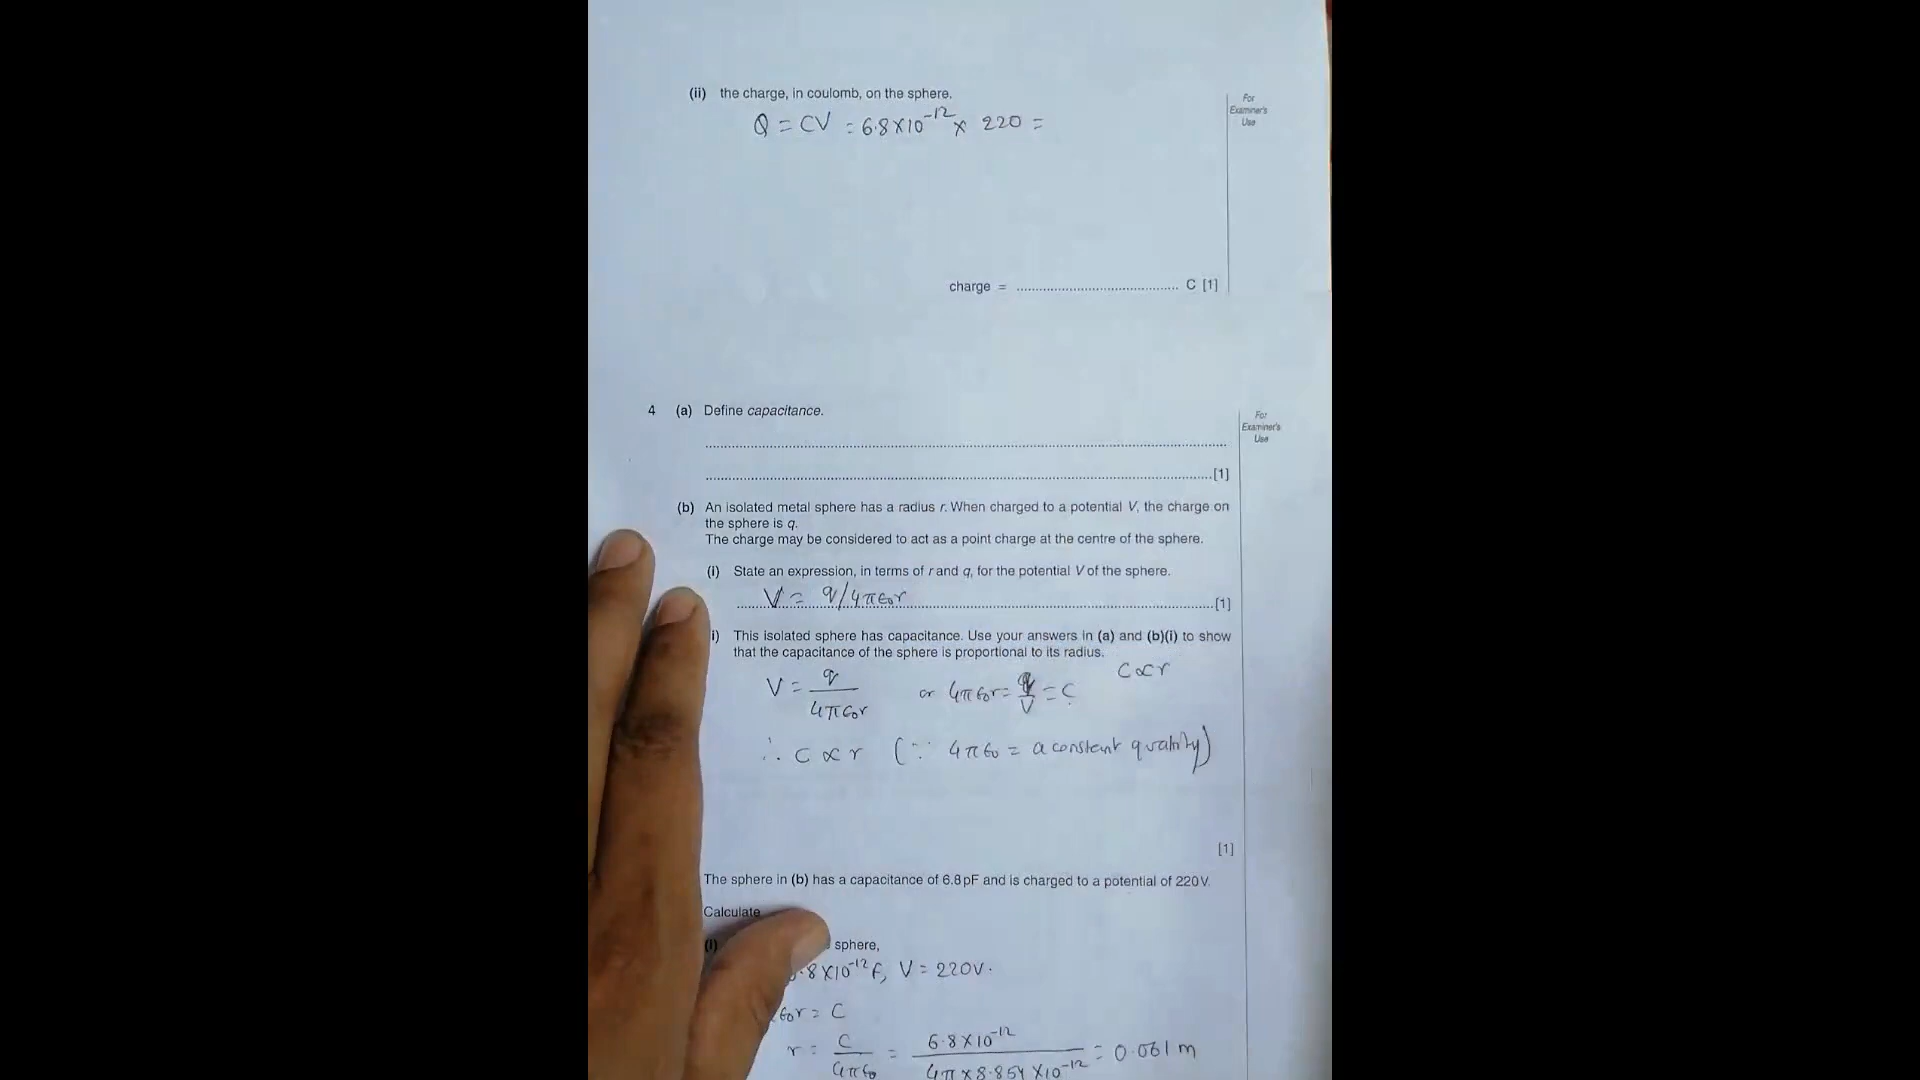 (ii) the charge, in coulomb, on the sphere.
Q = CV = 6.8×10⁻¹² × 220 =
For
Examiner's
Use
charge = ........................................ C [1]
4 (a) Define capacitance.
For
Examiner's
Use
........................................
........................................[1]
(b) An isolated metal sphere has a radius r. When charged to a potential V, the charge on
the sphere is q.
The charge may be considered to act as a point charge at the centre of the sphere.
(i) State an expression, in terms of r and q, for the potential V of the sphere.
V = q/4πϵ₀r ........................................[1]
i) This isolated sphere has capacitance. Use your answers in (a) and (b)(i) to show
that the capacitance of the sphere is proportional to its radius.
C∝r
V = q/4πϵ₀r or 4πϵ₀r = q/V = C
∴ C ∝ r (∵ 4πϵ₀ = a constant quantity)
[1]
The sphere in (b) has a capacitance of 6.8 pF and is charged to a potential of 220 V.
Calculate
(i) sphere,
.8×10⁻¹² F, V = 220V.
ϵ₀r = C
r = C/4πϵ₀ = 6.8×10⁻¹²/4π×8.854×10⁻¹² = 0.061 m